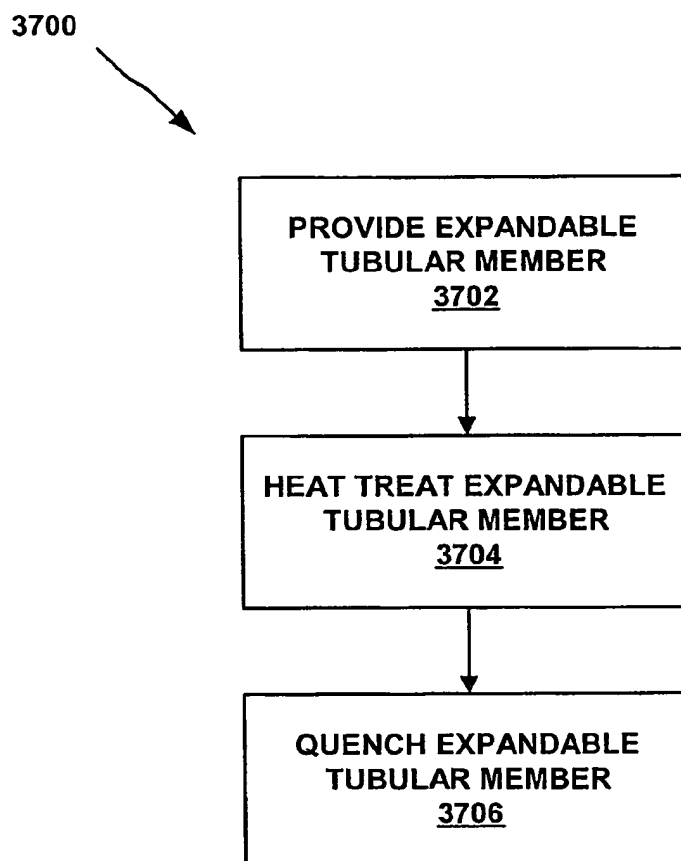 3700
PROVIDE EXPANDABLE
TUBULAR MEMBER
3702
HEAT TREAT EXPANDABLE
TUBULAR MEMBER
3704
QUENCH EXPANDABLE
TUBULAR MEMBER
3706